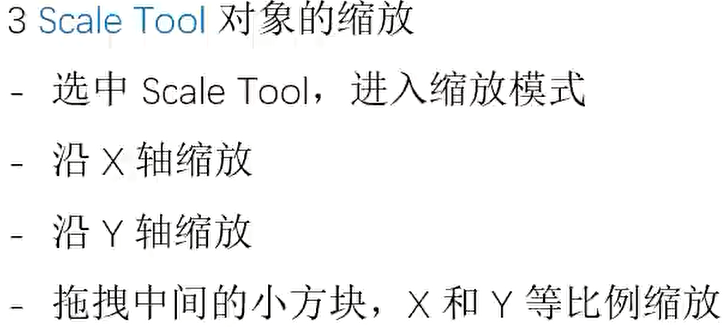 3 Scale Tool 对象的缩放
- 选中 Scale Tool，进入缩放模式
- 沿 X 轴缩放
- 沿 Y 轴缩放
- 拖拽中间的小方块，X 和 Y 等比例缩放